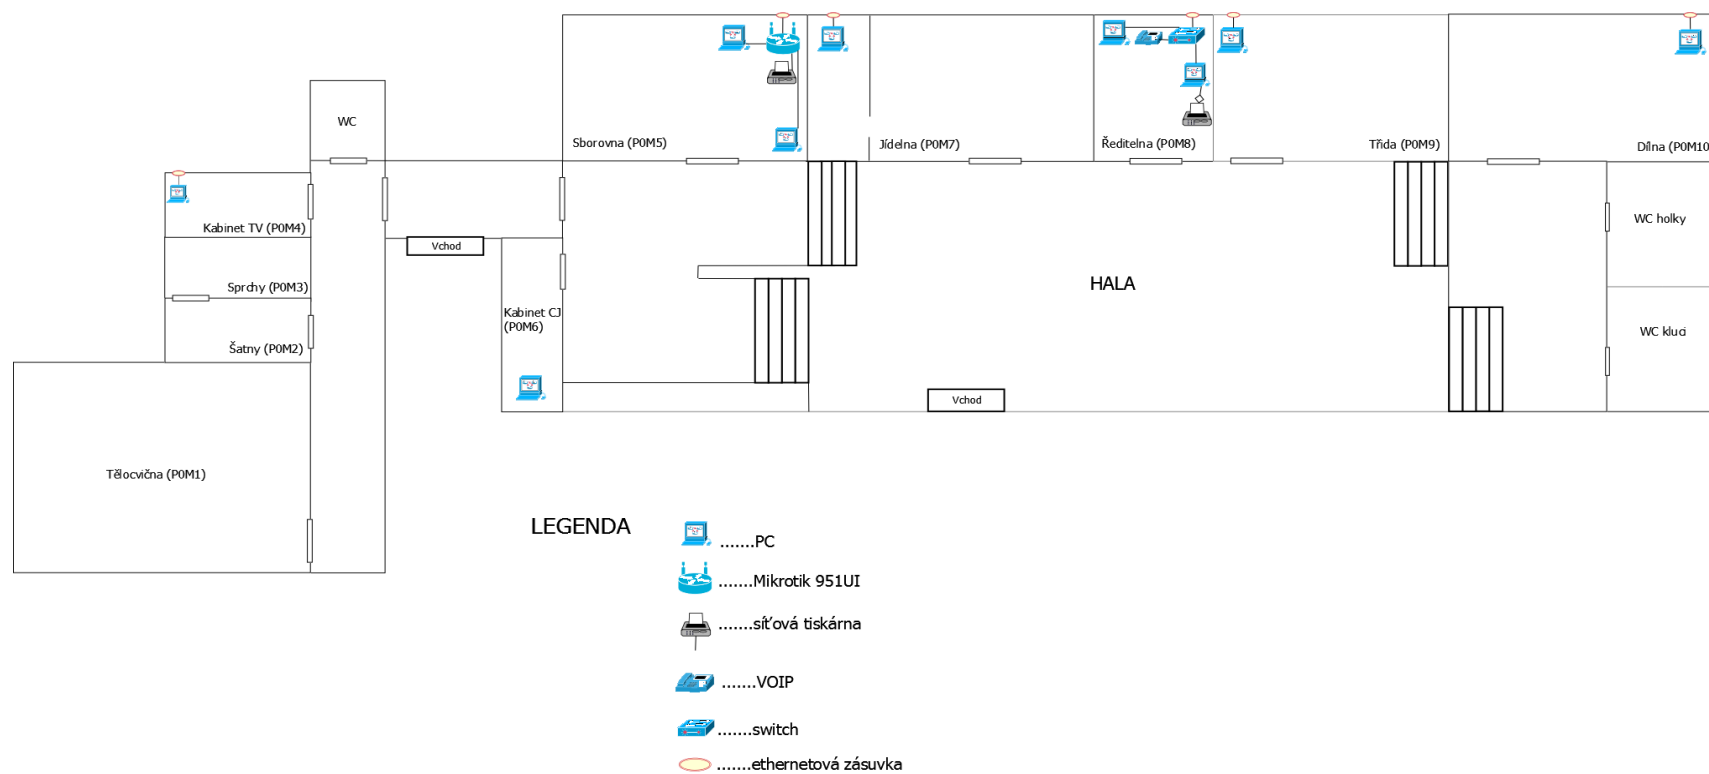 WC
Sborovna (P0M5)
Jídelna (P0M7)
Ředitelna (P0M8)
Třída (P0M9)
Dílna (P0M10
Kabinet TV (P0M4)
Vchod
WC holky
Sprchy (P0M3)
HALA
Kabinet CJ
(P0M6)
Šatny (P0M2)
WC kluci
Vchod
Tělocvična (P0M1)
LEGENDA
.......PC
.......Mikrotik 951UI
.......síťová tiskárna
.......VOIP
.......switch
.......ethernetová zásuvka